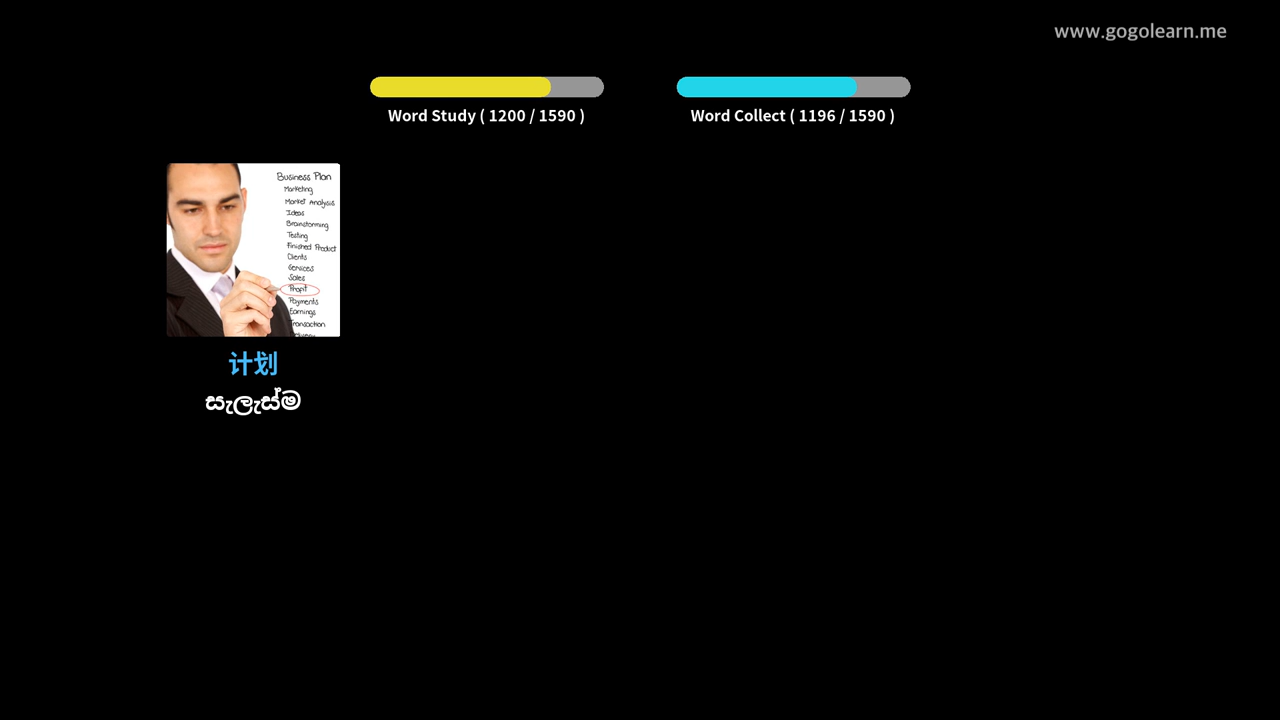 www.gogolearn.me
Word Study ( 1200 / 1590 )
Word Collect ( 1196 / 1590 )
Business Plan
Marketing
Market Analysis
Ideas
Brainstorming
Testing
Finished Product
Clients
Services
Sales
Profit
Payments
Earnings
Transaction
Delivery
计划
සැලැස්ම